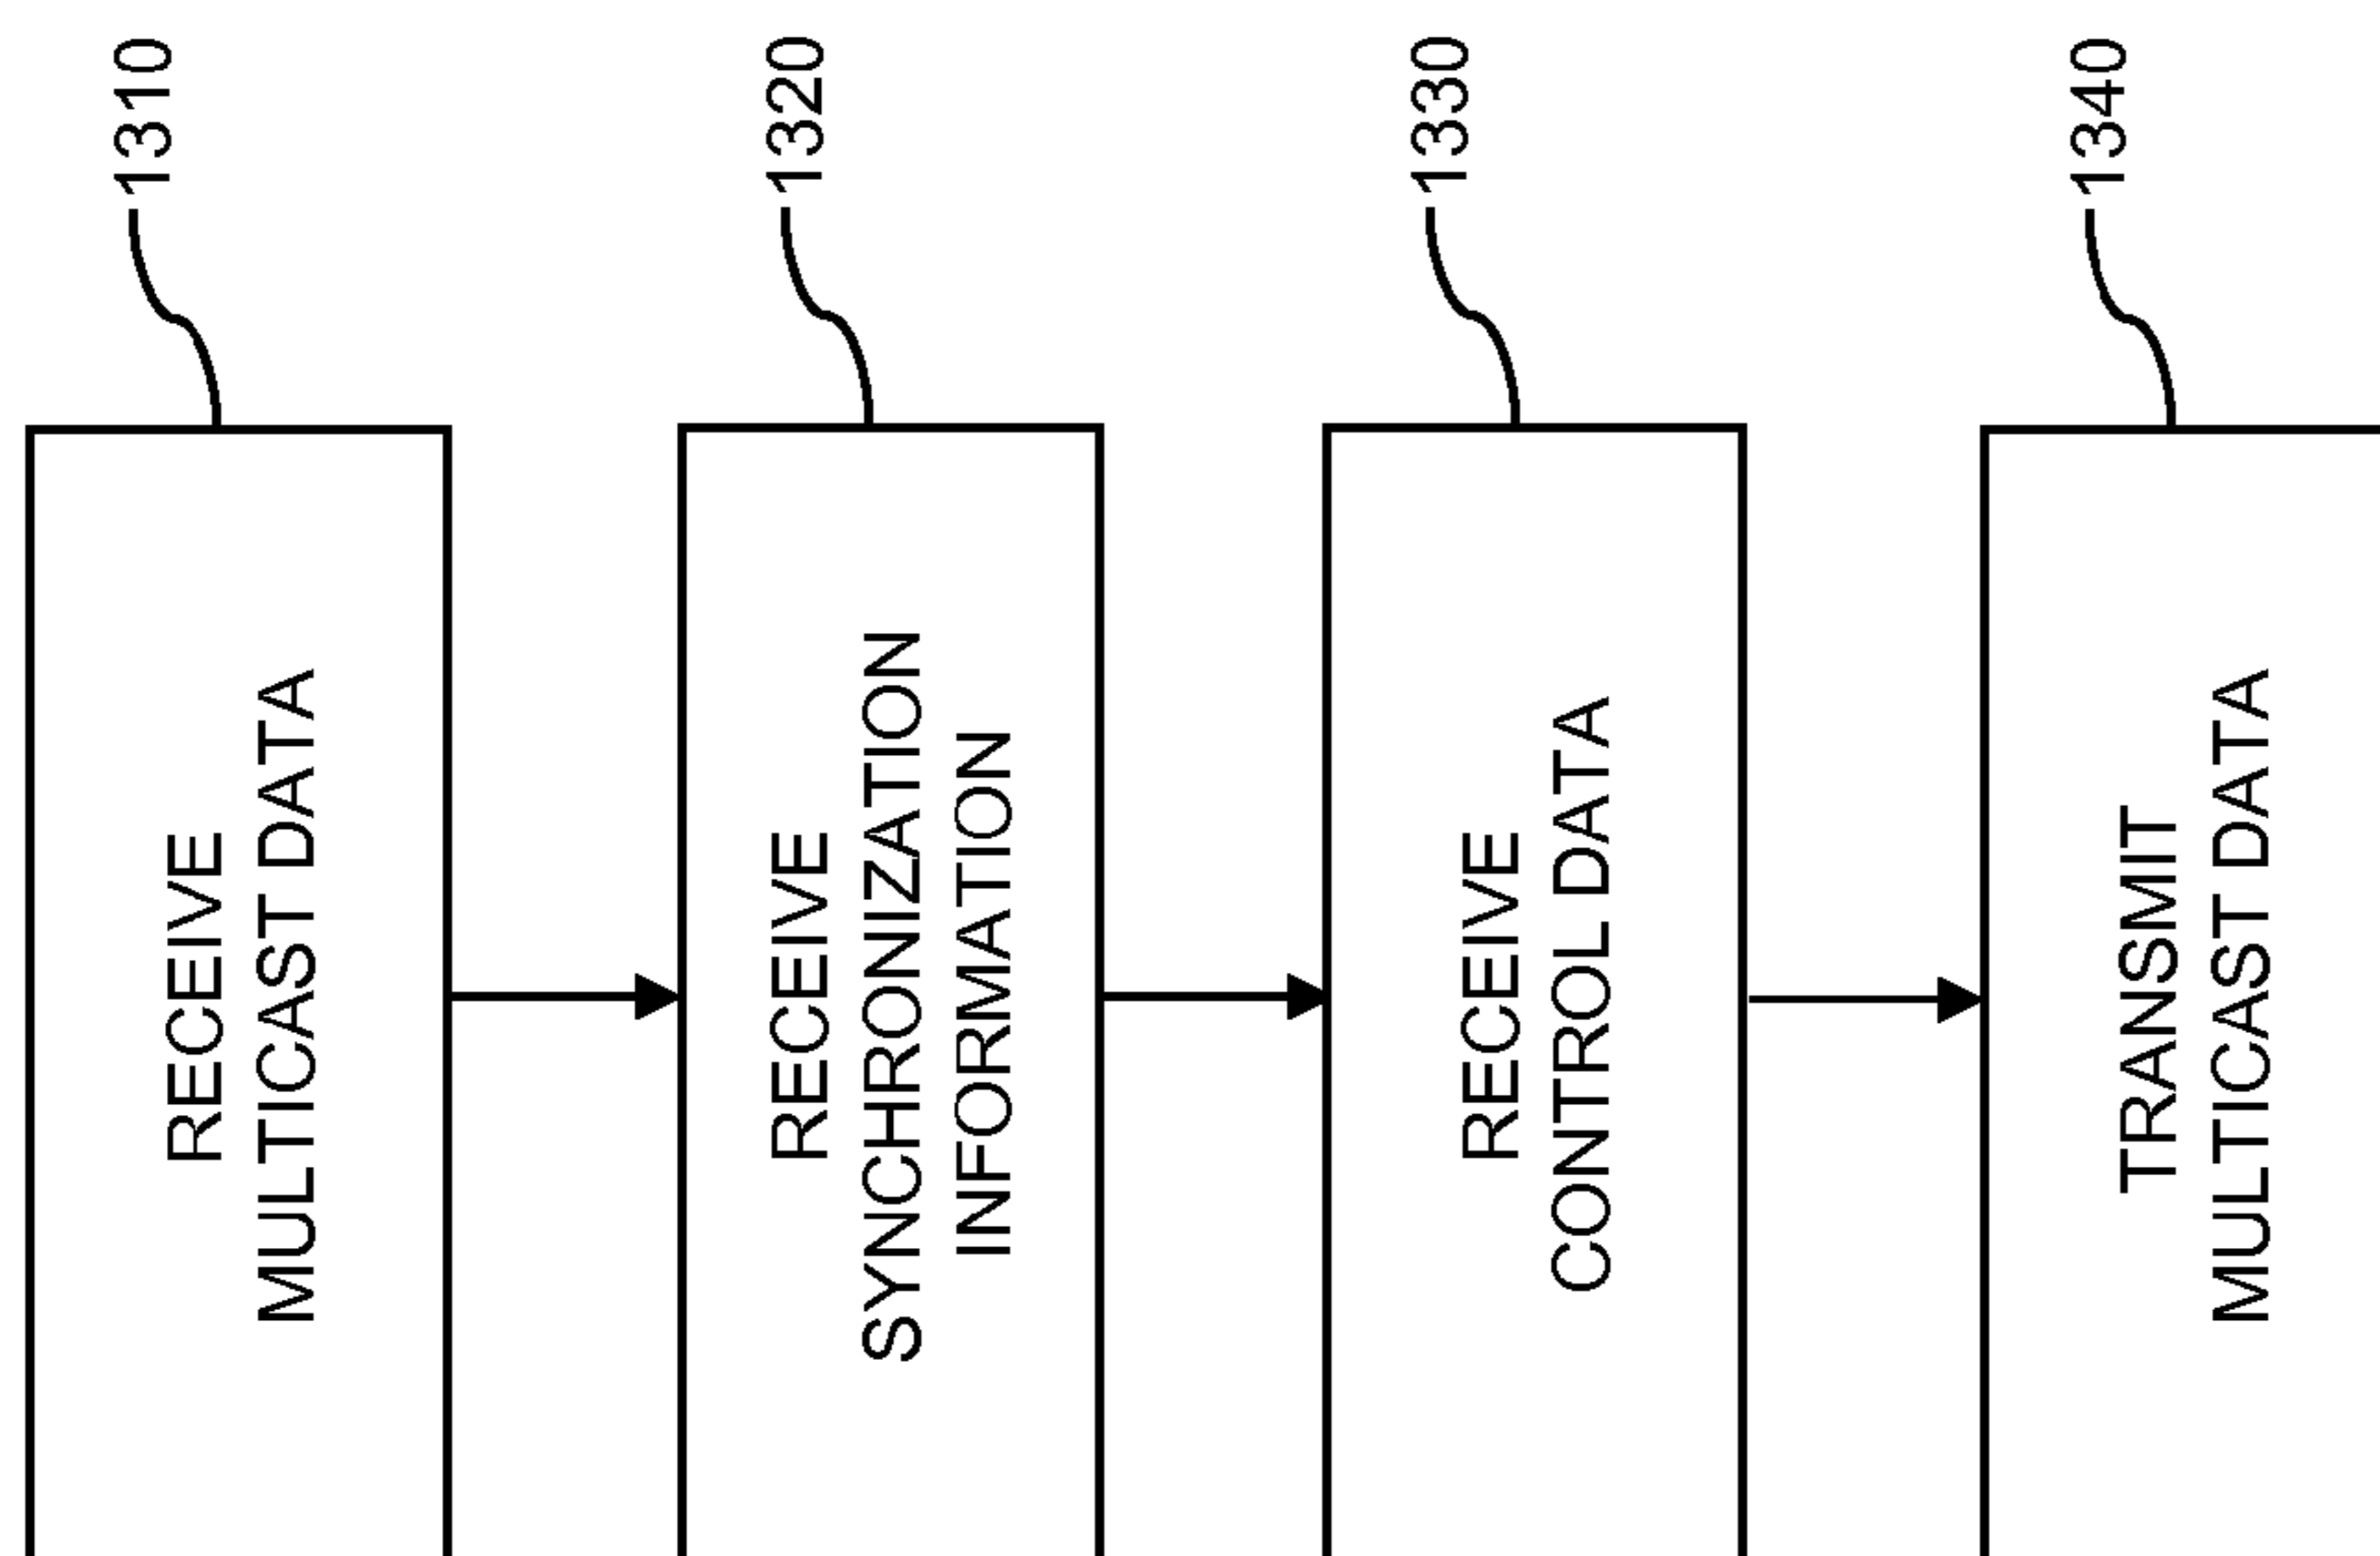 RECEIVE
MULTICAST DATA
1310
RECEIVE
SYNCHRONIZATION
INFORMATION
1320
RECEIVE
CONTROL DATA
1330
TRANSMIT
MULTICAST DATA
1340